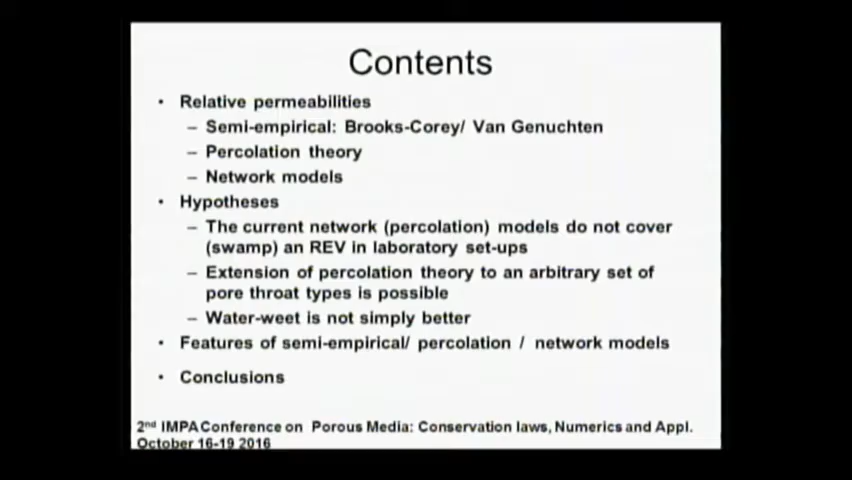 Contents
• Relative permeabilities
– Semi-empirical: Brooks-Corey/ Van Genuchten
– Percolation theory
– Network models
• Hypotheses
– The current network (percolation) models do not cover
(swamp) an REV in laboratory set-ups
– Extension of percolation theory to an arbitrary set of
pore throat types is possible
– Water-weet is not simply better
• Features of semi-empirical/ percolation / network models
• Conclusions
2nd IMPA Conference on Porous Media: Conservation laws, Numerics and Appl.
October 16-19 2016